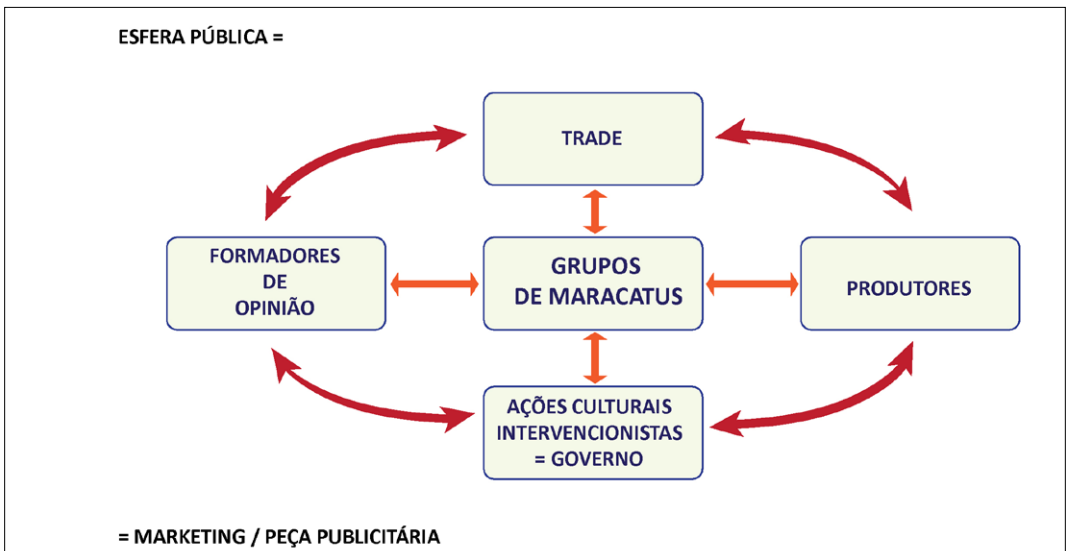 ESFERA PÚBLICA =
TRADE
FORMADORES
DE
OPINIÃO
GRUPOS
DE MARACATUS
PRODUTORES
AÇÕES CULTURAIS
INTERVENCIONISTAS
= GOVERNO
= MARKETING / PEÇA PUBLICITÁRIA